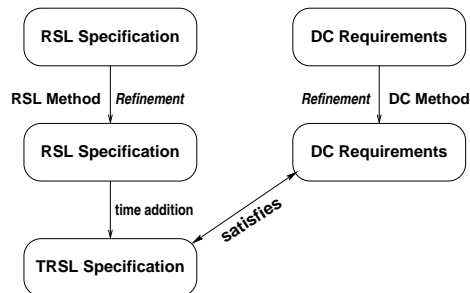 RSL Specification
DC Requirements
RSL Method
Refinement
Refinement
DC Method
RSL Specification
DC Requirements
time addition
satisfies
TRSL Specification